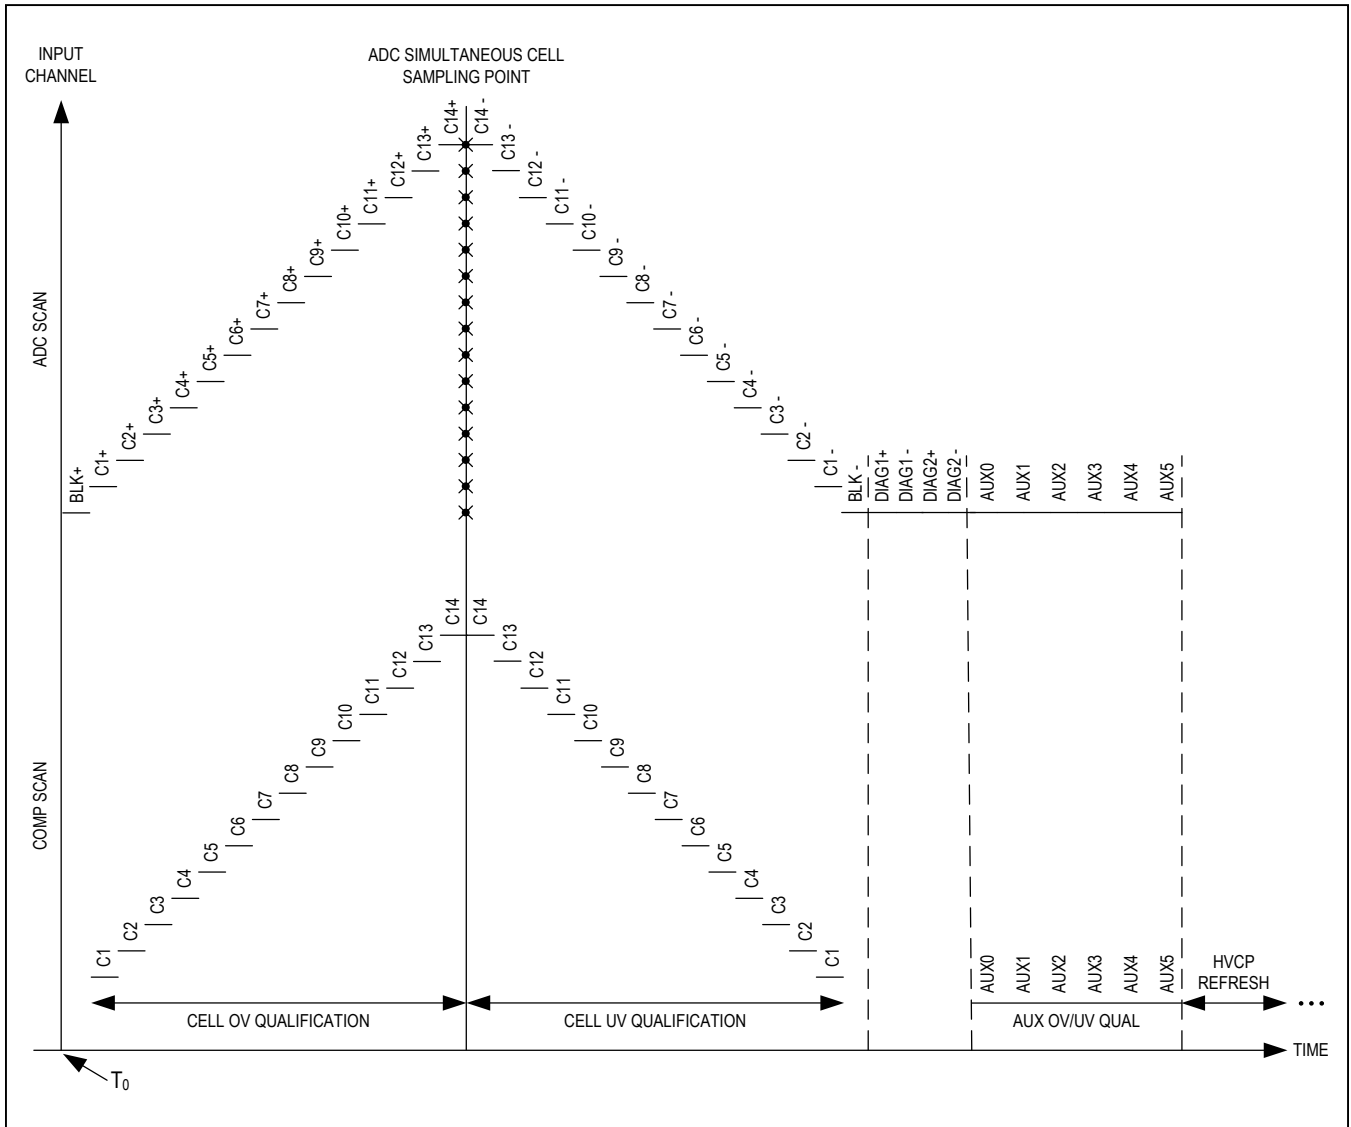 INPUT
CHANNEL
ADC SIMULTANEOUS CELL
SAMPLING POINT
ADC SCAN
BLK+
C1+
C2+
C3+
C4+
C5+
C6+
C7+
C8+
C9+
C10+
C11+
C12+
C13+
C14+
C14 -
C13 -
C12 -
C11 -
C10 -
C9 -
C8 -
C7 -
C6 -
C5 -
C4 -
C3 -
C2 -
C1 -
BLK -
DIAG1+
DIAG1 -
DIAG2+
DIAG2 -
AUX0
AUX1
AUX2
AUX3
AUX4
AUX5
COMP SCAN
C1
C2
C3
C4
C5
C6
C7
C8
C9
C10
C11
C12
C13
C14
C14
C13
C12
C11
C10
C9
C8
C7
C6
C5
C4
C3
C2
C1
AUX0
AUX1
AUX2
AUX3
AUX4
AUX5
HVCP
REFRESH
CELL OV QUALIFICATION
CELL UV QUALIFICATION
AUX OV/UV QUAL
TIME
T0